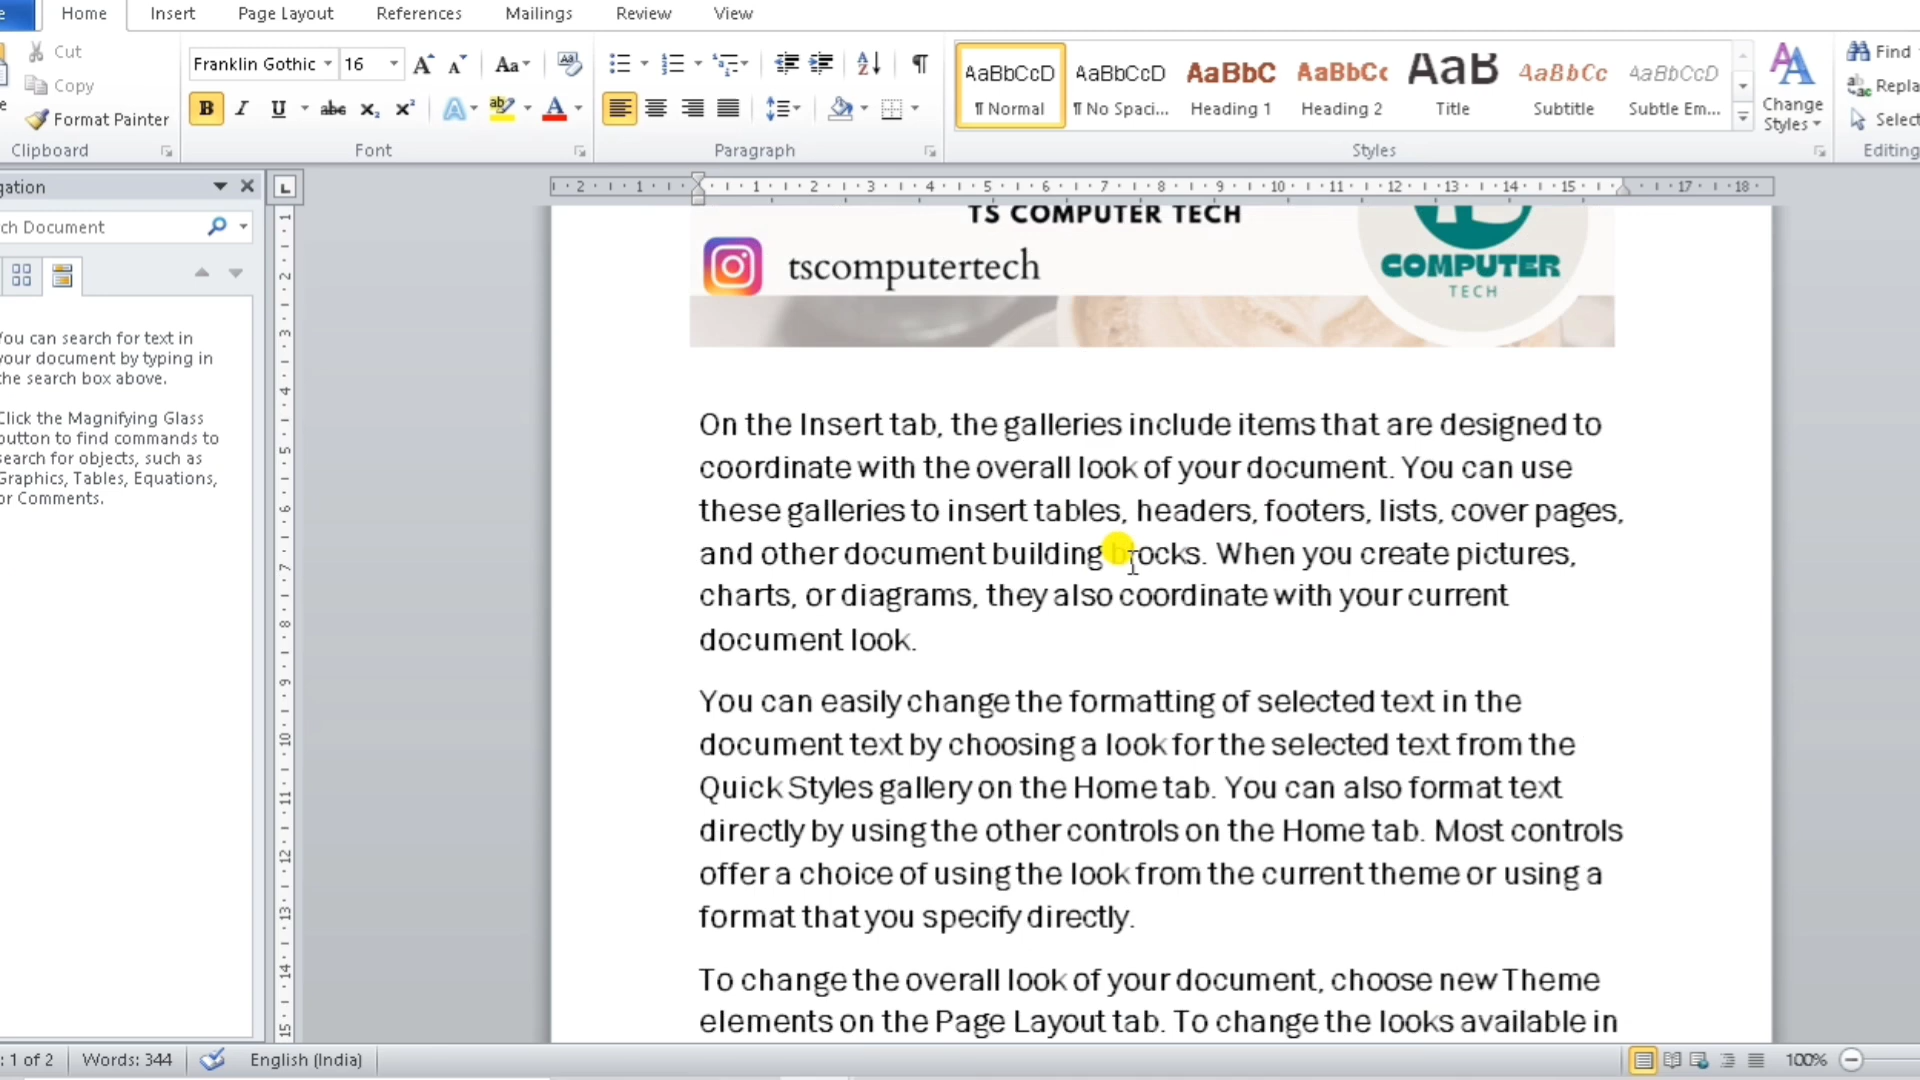 Home Insert Page Layout References Mailings Review View
Cut
Copy
Format Painter
Clipboard
Franklin Gothic 16
Font
Paragraph
AaBbCcD AaBbCcD AaBbC AaBbCc AaB AaBbCc AaBbCcD
¶ Normal ¶ No Spaci... Heading 1 Heading 2 Title Subtitle Subtle Em...
Change
Styles
Styles
Find
Repla
Select
Editing
gation
ch Document
You can search for text in
your document by typing in
the search box above.
Click the Magnifying Glass
button to find commands to
search for objects, such as
Graphics, Tables, Equations,
or Comments.
TS COMPUTER TECH
tscomputertech
COMPUTER
TECH
On the Insert tab, the galleries include items that are designed to
coordinate with the overall look of your document. You can use
these galleries to insert tables, headers, footers, lists, cover pages,
and other document building blocks. When you create pictures,
charts, or diagrams, they also coordinate with your current
document look.
You can easily change the formatting of selected text in the
document text by choosing a look for the selected text from the
Quick Styles gallery on the Home tab. You can also format text
directly by using the other controls on the Home tab. Most controls
offer a choice of using the look from the current theme or using a
format that you specify directly.
To change the overall look of your document, choose new Theme
elements on the Page Layout tab. To change the looks available in
: 1 of 2 Words: 344 English (India) 100%